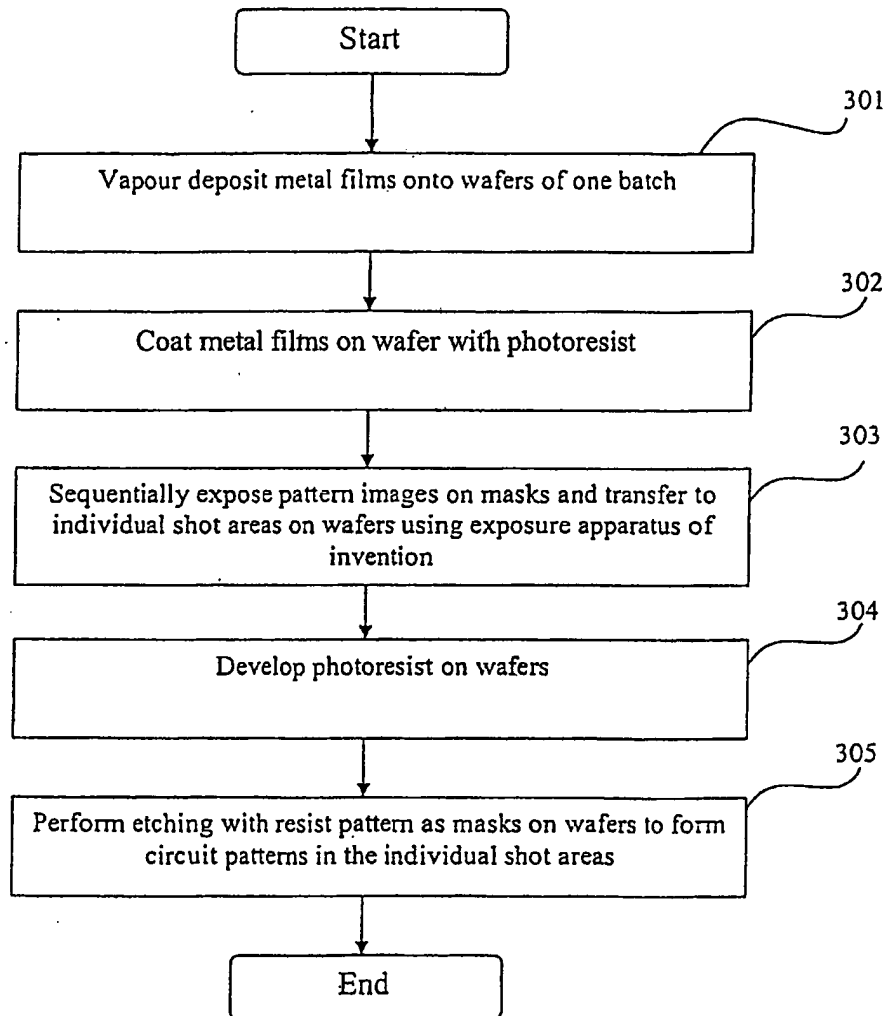 Start
301
Vapour deposit metal films onto wafers of one batch
302
Coat metal films on wafer with photoresist
303
Sequentially expose pattern images on masks and transfer to
individual shot areas on wafers using exposure apparatus of
invention
304
Develop photoresist on wafers
305
Perform etching with resist pattern as masks on wafers to form
circuit patterns in the individual shot areas
End